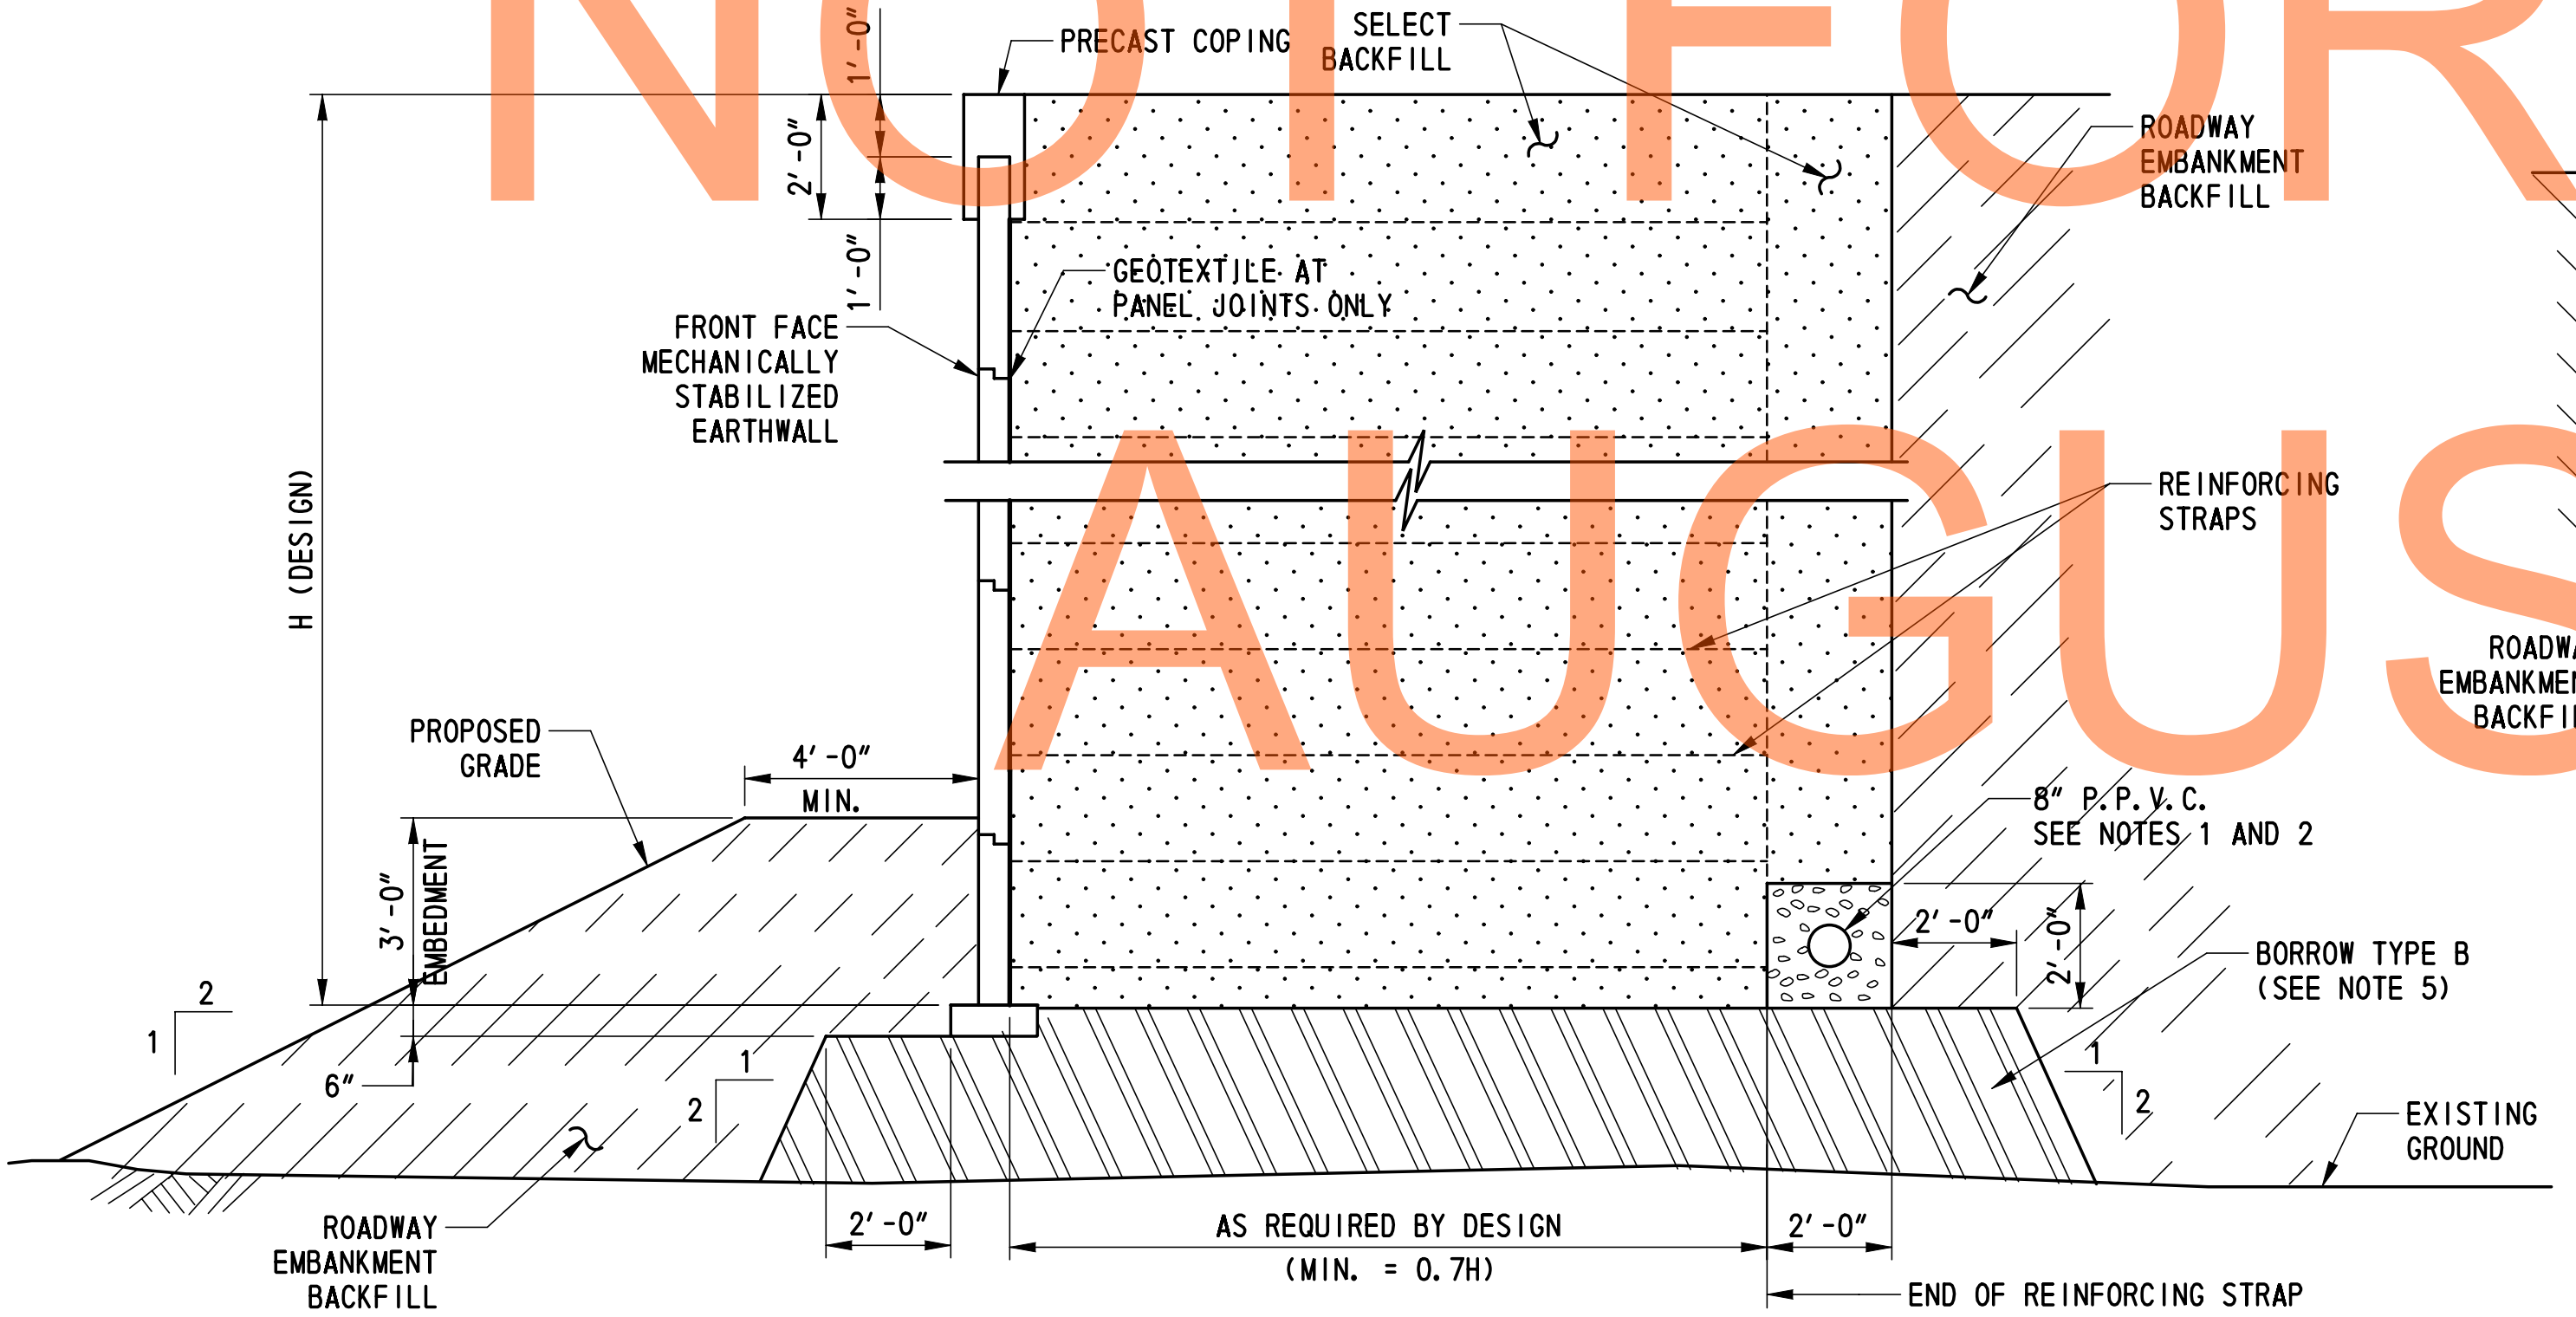 NOT FOR
AUGUS
1'-0"
PRECAST COPING
SELECT
BACKFILL
2'-0"
1'-0"
ROADWAY
EMBANKMENT
BACKFILL
GEOTEXTILE AT
PANEL JOINTS ONLY
FRONT FACE
MECHANICALLY
STABILIZED
EARTHWALL
H (DESIGN)
REINFORCING
STRAPS
ROADWA
EMBANKMEN
BACKFI
PROPOSED
GRADE
4'-0"
MIN.
8" P.P.V.C.
SEE NOTES 1 AND 2
3'-0"
EMBEDMENT
2'-0"
2'-0"
BORROW TYPE B
(SEE NOTE 5)
2
1
6"
1
2
1
2
EXISTING
GROUND
ROADWAY
EMBANKMENT
BACKFILL
2'-0"
AS REQUIRED BY DESIGN
(MIN. = 0.7H)
2'-0"
END OF REINFORCING STRAP